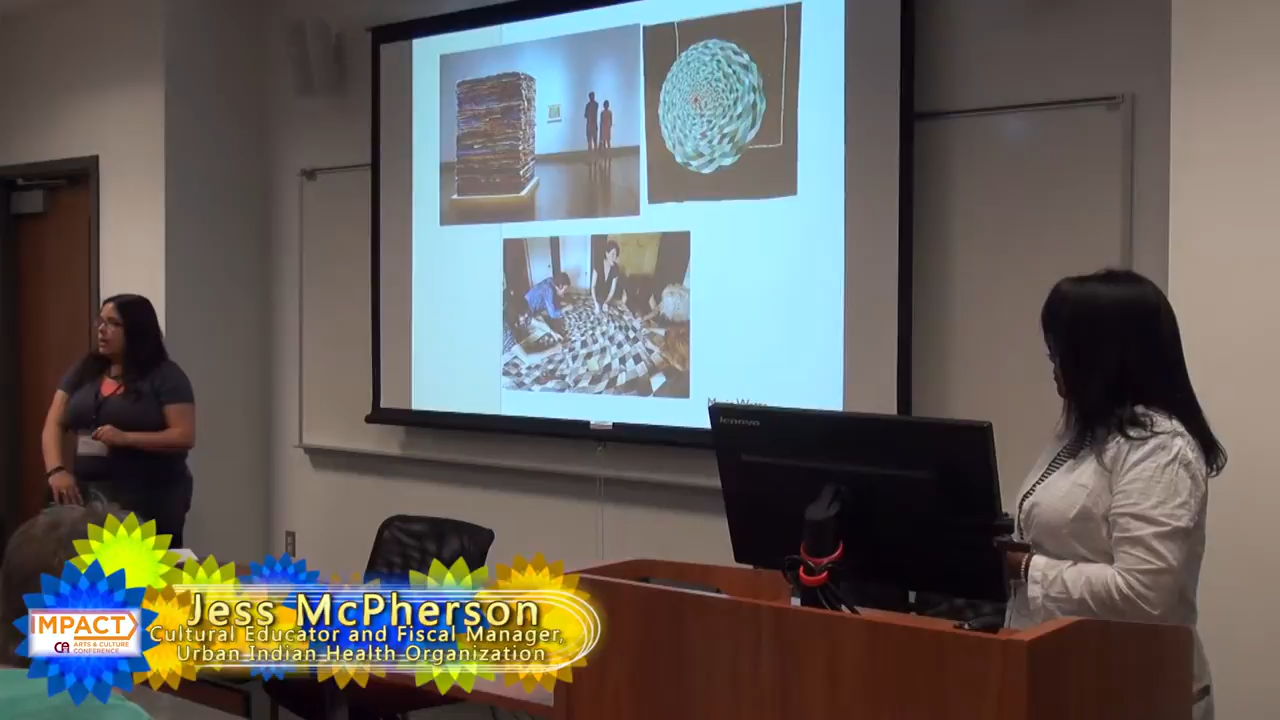 lenovo
Jess McPherson
Cultural Educator and Fiscal Manager,
Urban Indian Health Organization
IMPACT
CA ARTS & CULTURE
CONFERENCE